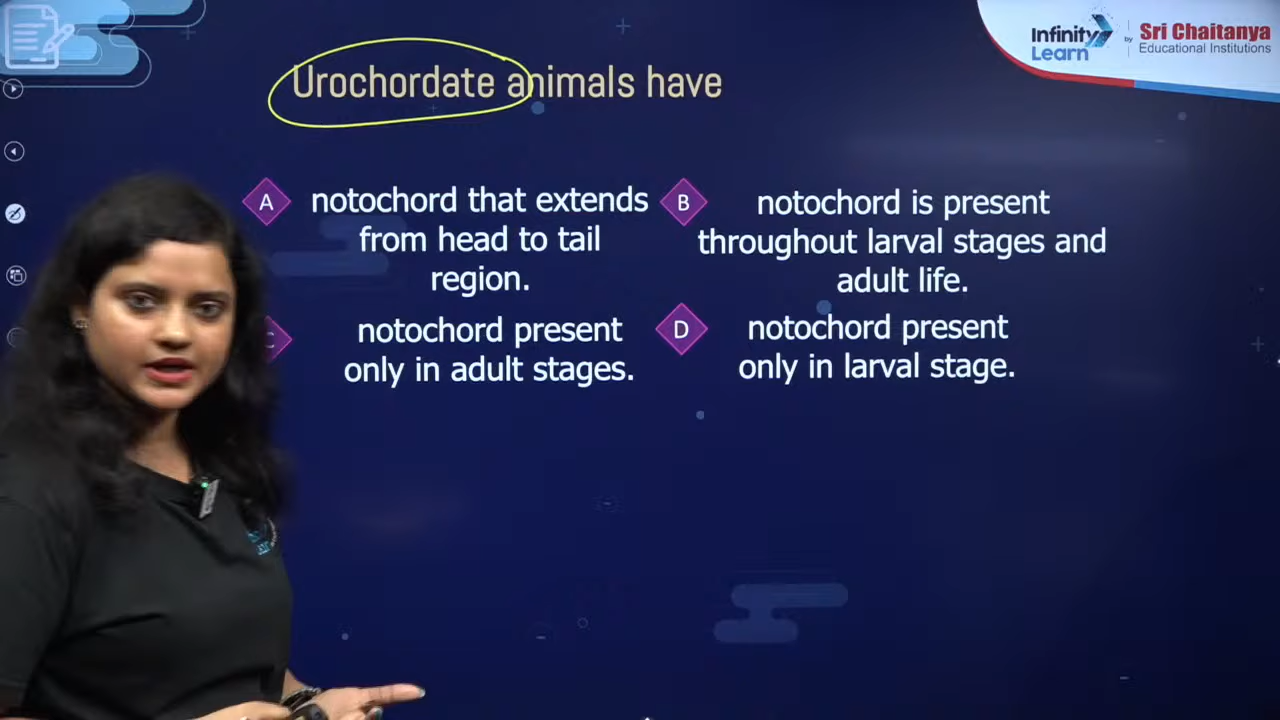 Infinity Learn by Sri Chaitanya Educational Institutions
Urochordate animals have
A notochord that extends
from head to tail
region.
B notochord is present
throughout larval stages and
adult life.
C notochord present
only in adult stages.
D notochord present
only in larval stage.